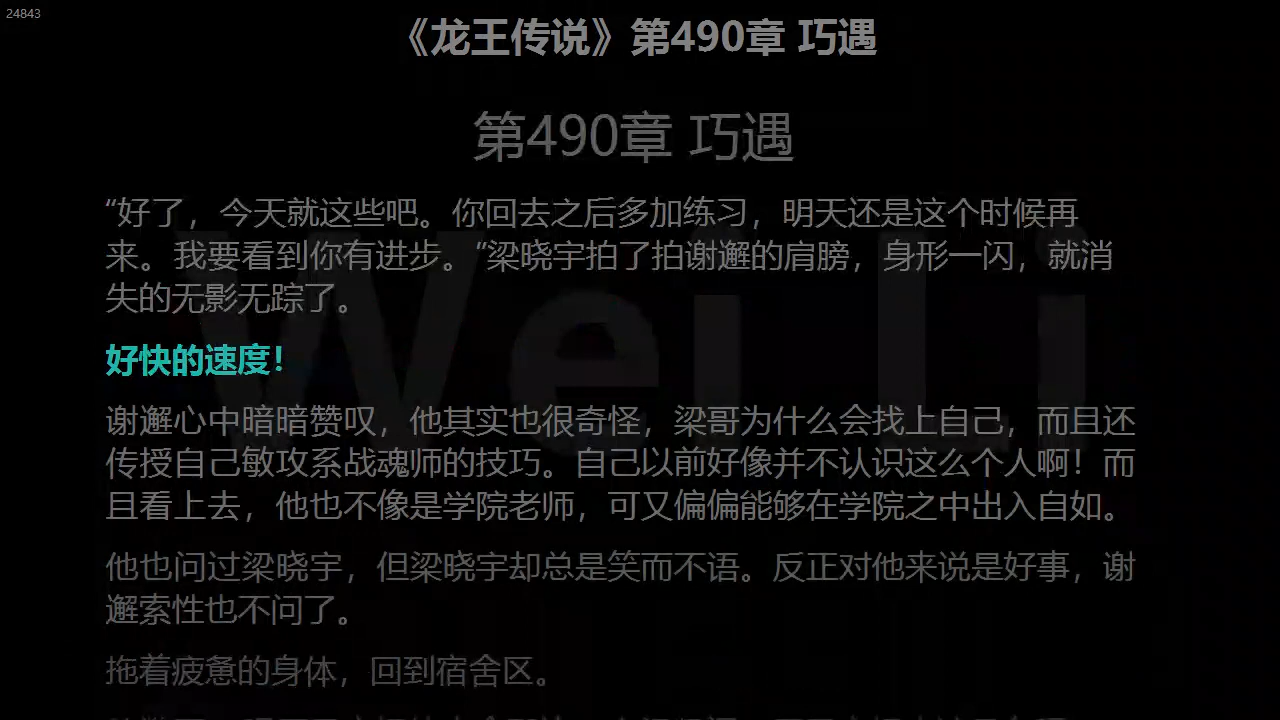 24843
《龙王传说》第490章 巧遇
第490章 巧遇
“好了，今天就这些吧。你回去之后多加练习，明天还是这个时候再
来。我要看到你有进步。”梁晓宇拍了拍谢邂的肩膀，身形一闪，就消
失的无影无踪了。
好快的速度！
谢邂心中暗暗赞叹，他其实也很奇怪，梁哥为什么会找上自己，而且还
传授自己敏攻系战魂师的技巧。自己以前好像并不认识这么个人啊！而
且看上去，他也不像是学院老师，可又偏偏能够在学院之中出入自如。
他也问过梁晓宇，但梁晓宇却总是笑而不语。反正对他来说是好事，谢
邂索性也不问了。
拖着疲惫的身体，回到宿舍区。
Wei Li